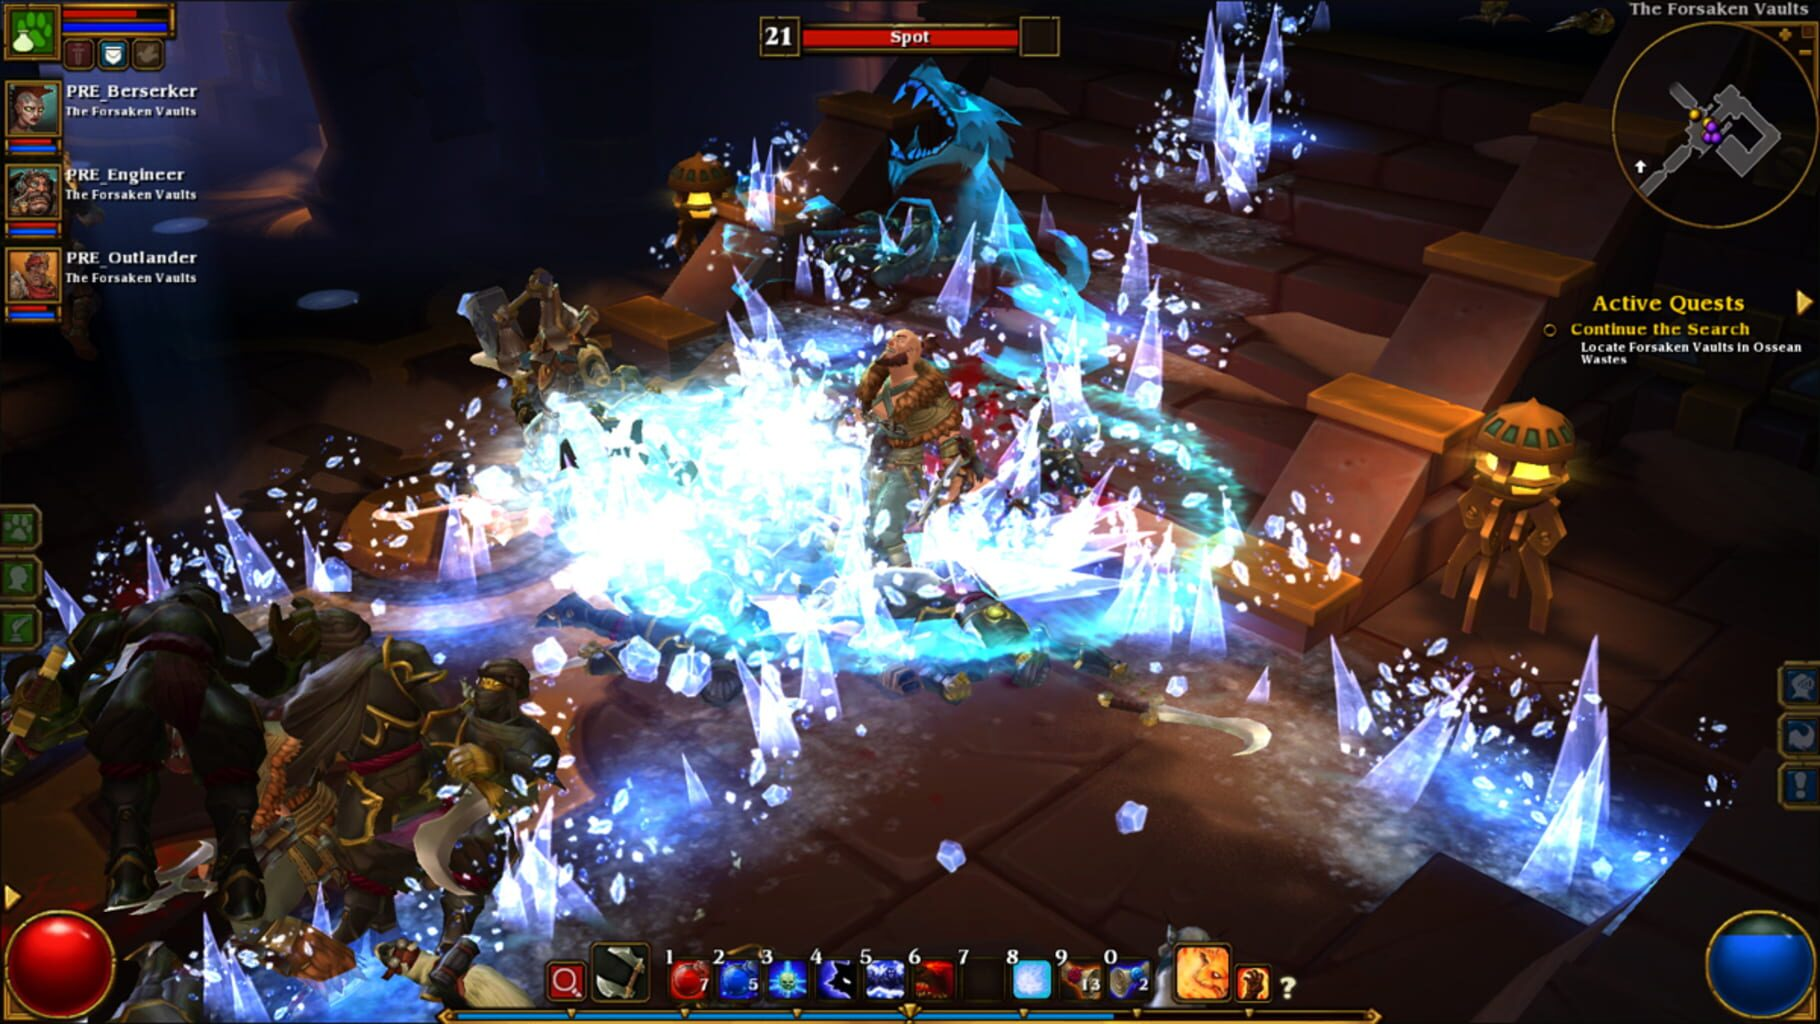 The Forsaken Vaults
21
Spot
PRE_Berserker
The Forsaken Vaults
PRE_Engineer
The Forsaken Vaults
PRE_Outlander
The Forsaken Vaults
Active Quests
Continue the Search
Locate Forsaken Vaults in Ossean
Wastes
1 2 3 4 5 6 7 8 9 0
7 5 13 2
?